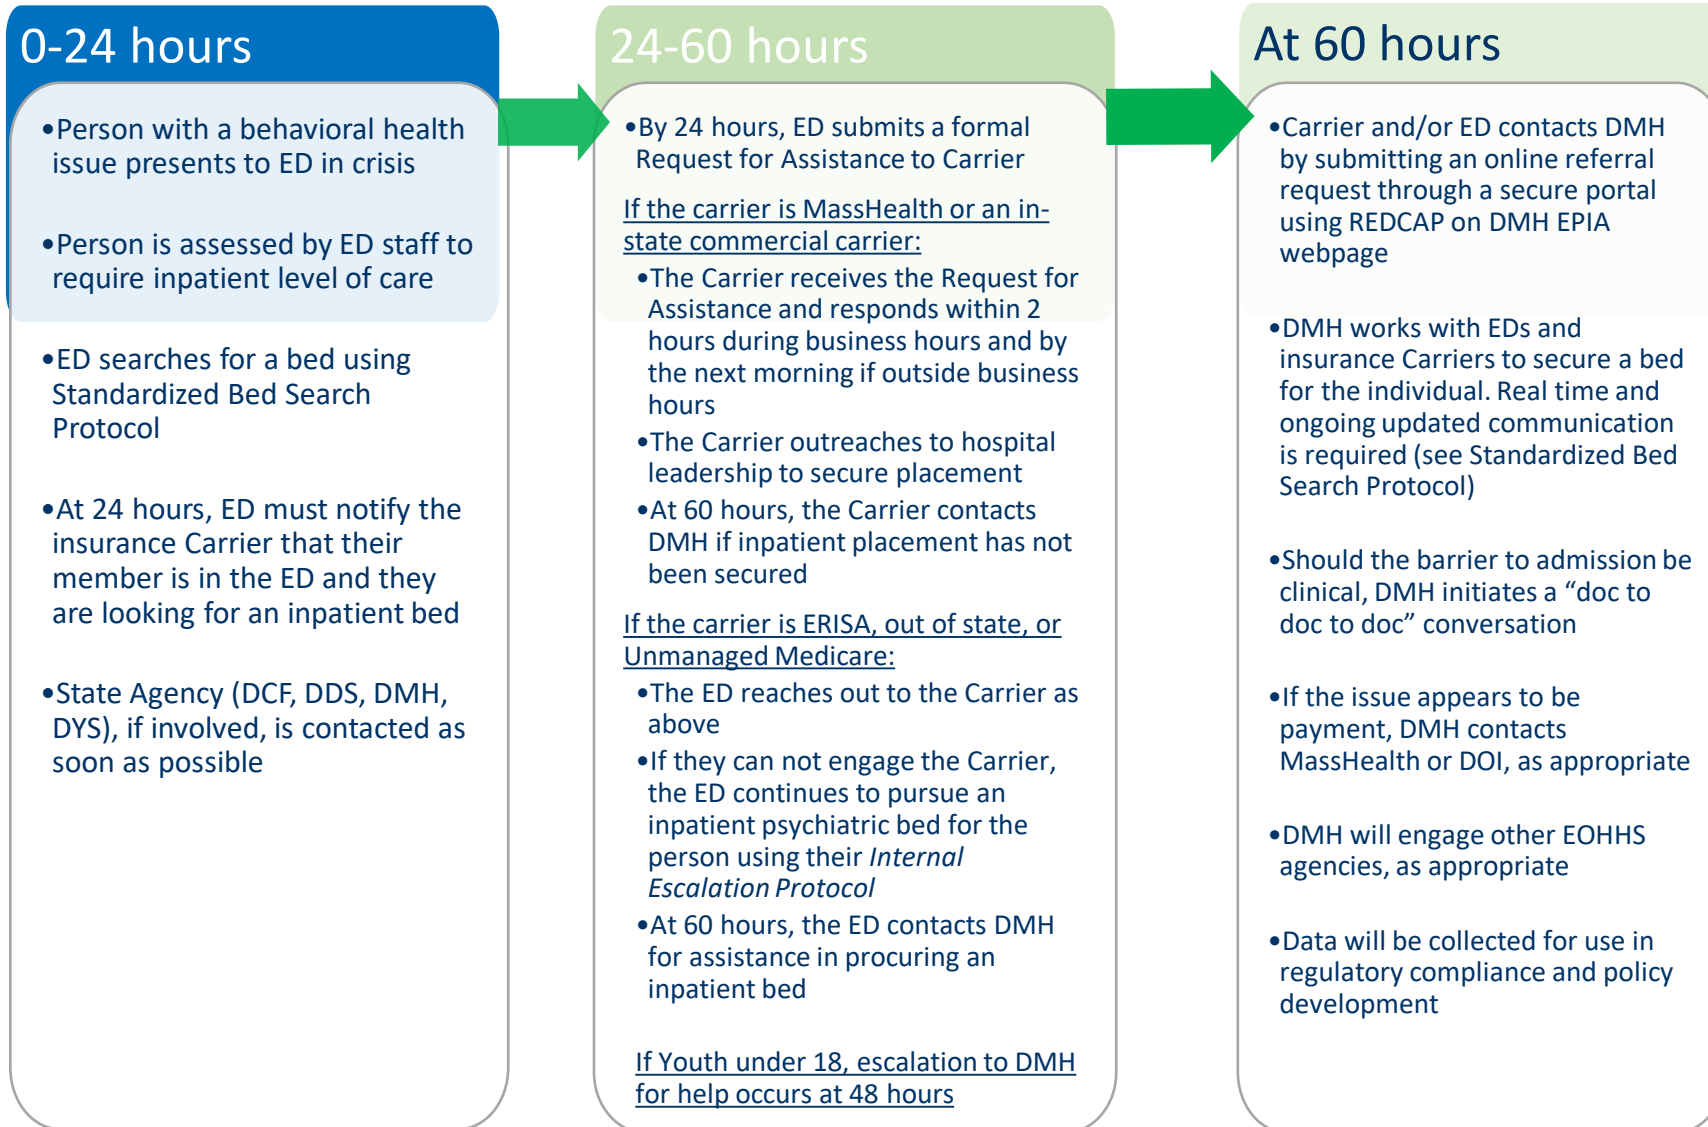 0-24 hours
•Person with a behavioral health
issue presents to ED in crisis
•Person is assessed by ED staff to
require inpatient level of care
•ED searches for a bed using
Standardized Bed Search
Protocol
•At 24 hours, ED must notify the
insurance Carrier that their
member is in the ED and they
are looking for an inpatient bed
•State Agency (DCF, DDS, DMH,
DYS), if involved, is contacted as
soon as possible
24-60 hours
•By 24 hours, ED submits a formal
Request for Assistance to Carrier
If the carrier is MassHealth or an in-
state commercial carrier:
•The Carrier receives the Request for
Assistance and responds within 2
hours during business hours and by
the next morning if outside business
hours
•The Carrier outreaches to hospital
leadership to secure placement
•At 60 hours, the Carrier contacts
DMH if inpatient placement has not
been secured
If the carrier is ERISA, out of state, or
Unmanaged Medicare:
•The ED reaches out to the Carrier as
above
•If they can not engage the Carrier,
the ED continues to pursue an
inpatient psychiatric bed for the
person using their Internal
Escalation Protocol
•At 60 hours, the ED contacts DMH
for assistance in procuring an
inpatient bed
If Youth under 18, escalation to DMH
for help occurs at 48 hours
At 60 hours
•Carrier and/or ED contacts DMH
by submitting an online referral
request through a secure portal
using REDCAP on DMH EPIA
webpage
•DMH works with EDs and
insurance Carriers to secure a bed
for the individual. Real time and
ongoing updated communication
is required (see Standardized Bed
Search Protocol)
•Should the barrier to admission be
clinical, DMH initiates a “doc to
doc to doc” conversation
•If the issue appears to be
payment, DMH contacts
MassHealth or DOI, as appropriate
•DMH will engage other EOHHS
agencies, as appropriate
•Data will be collected for use in
regulatory compliance and policy
development